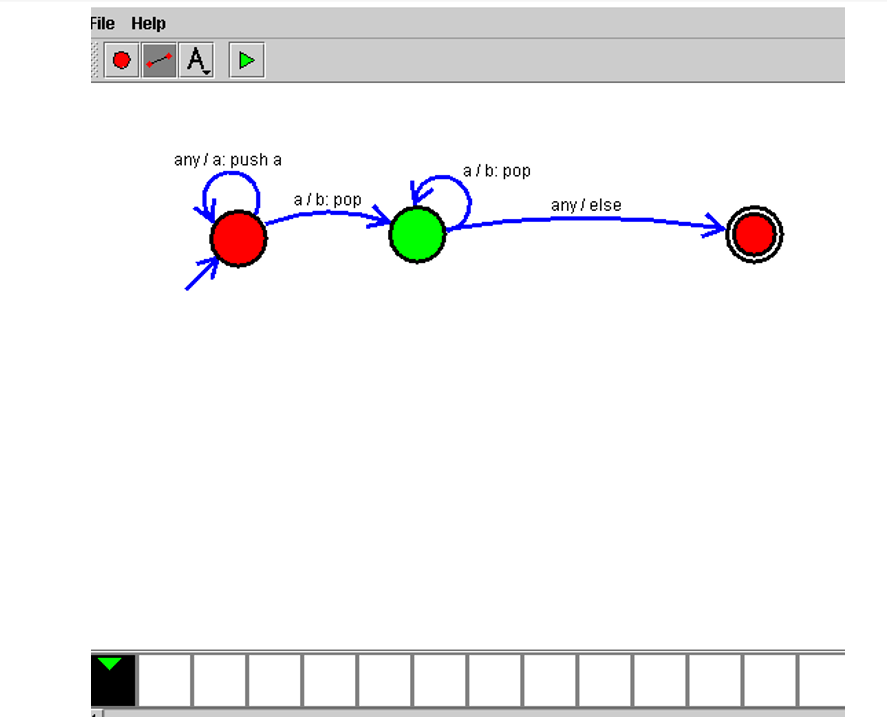 File Help
A
any / a: push a
a / b: pop
a / b: pop
any / else